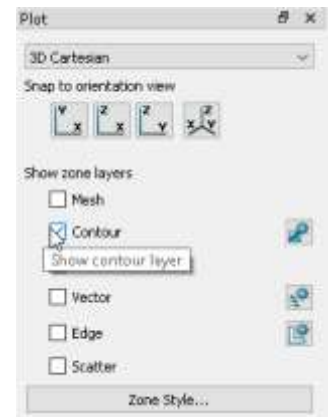 Plot
3D Cartesian
Snap to orientation view
Y X Z X Z Y Z X Y
Show zone layers
Mesh
Contour
Show contour layer
Vector
Edge
Scatter
Zone Style...